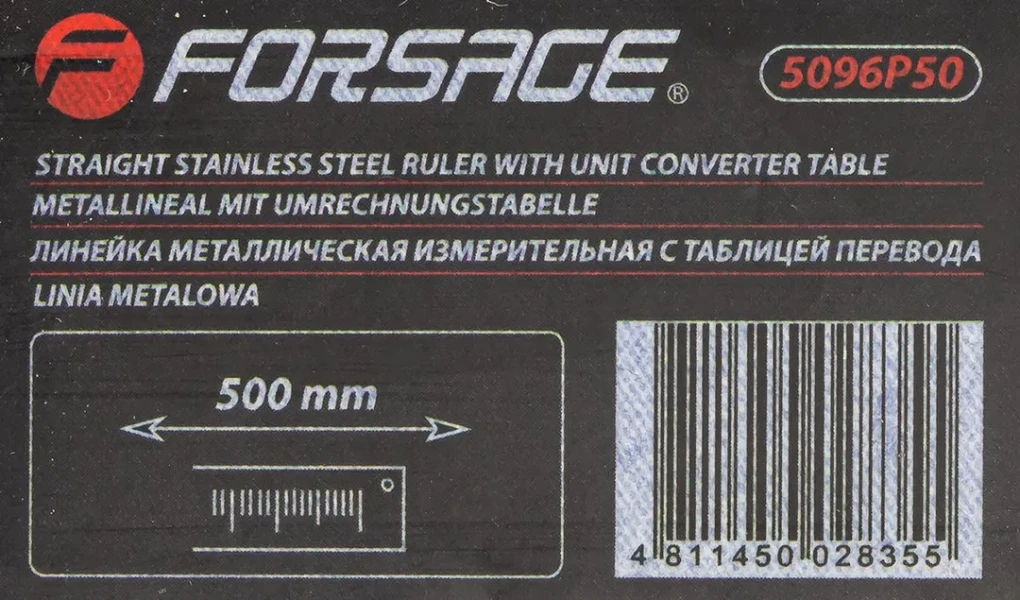 FORSAGE®
5096P50
STRAIGHT STAINLESS STEEL RULER WITH UNIT CONVERTER TABLE
METALLINEAL MIT UMRECHNUNGSTABELLE
ЛИНЕЙКА МЕТАЛЛИЧЕСКАЯ ИЗМЕРИТЕЛЬНАЯ С ТАБЛИЦЕЙ ПЕРЕВОДА
LINIA METALOWA
500 mm
4 811450 028355